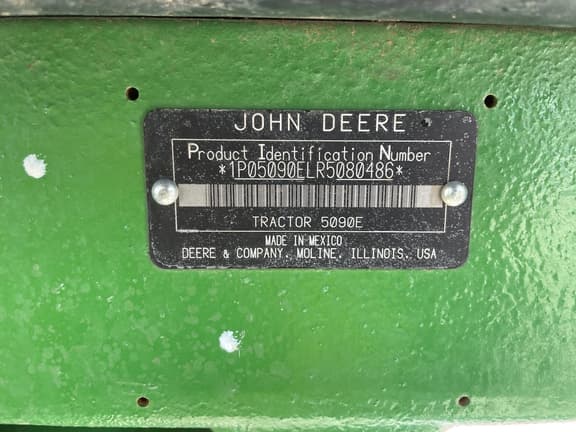 JOHN DEERE
Product Identification Number
*1P05090ELR5080486*
TRACTOR 5090E
MADE IN MEXICO
DEERE & COMPANY, MOLINE, ILLINOIS, USA